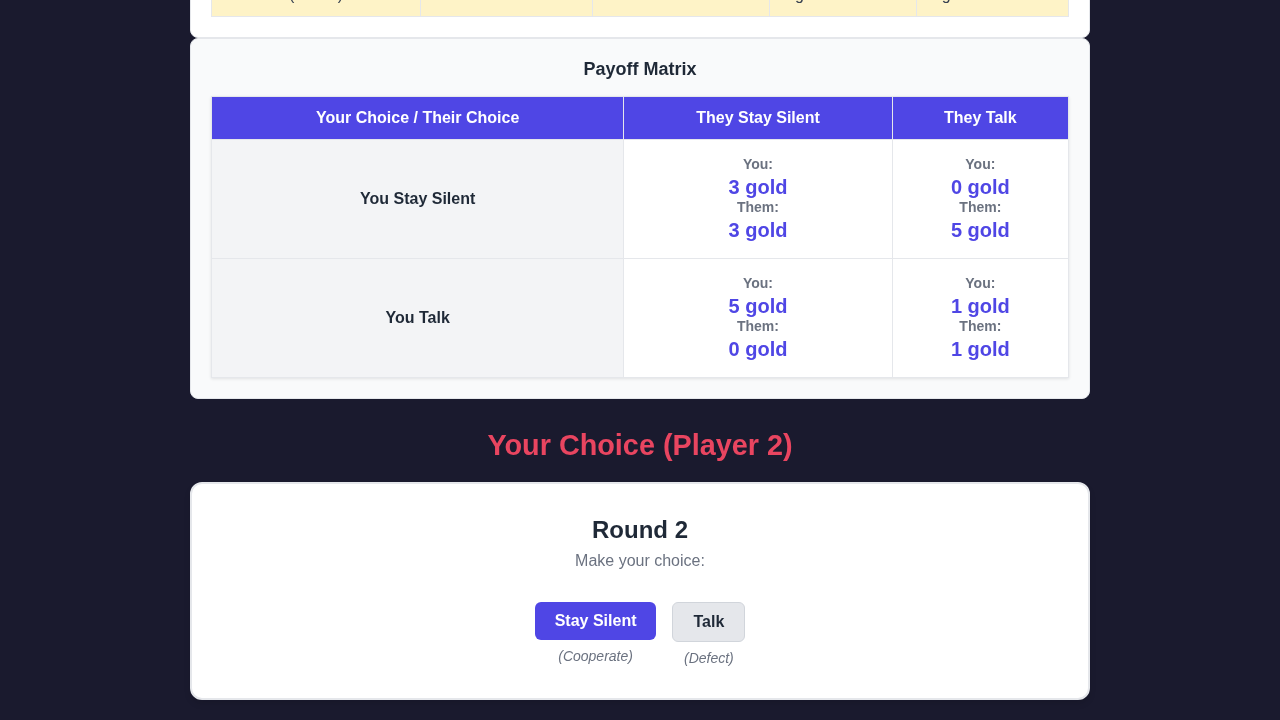 Payoff Matrix
Your Choice / Their Choice They Stay Silent They Talk
You: You:
3 gold 0 gold
You Stay Silent
Them: Them:
3 gold 5 gold
You: You:
5 gold 1 gold
You Talk
Them: Them:
0 gold 1 gold
Your Choice (Player 2)
Round 2
Make your choice:
Stay Silent Talk
(Cooperate) (Defect)